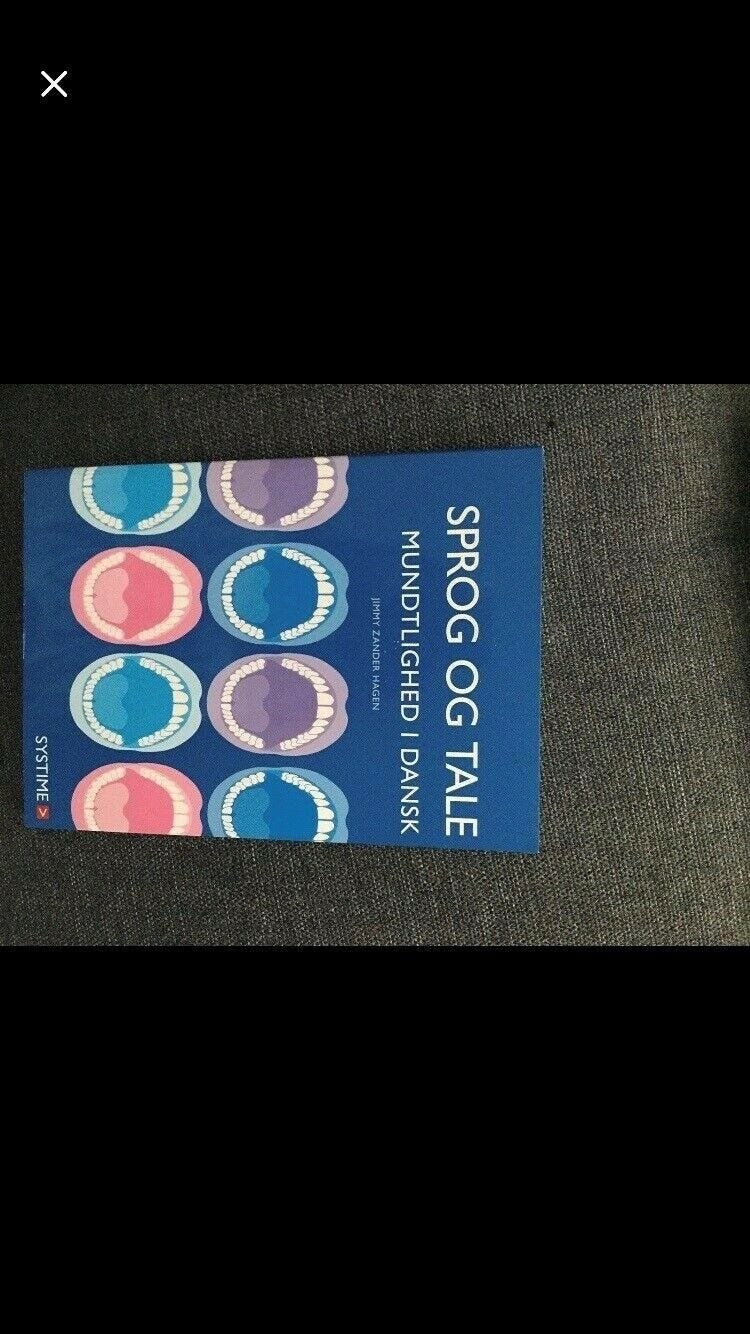 SPROG OG TALE
MUNDTLIGHED I DANSK
JIMMY ZANDER HAGEN
SYSTIME >